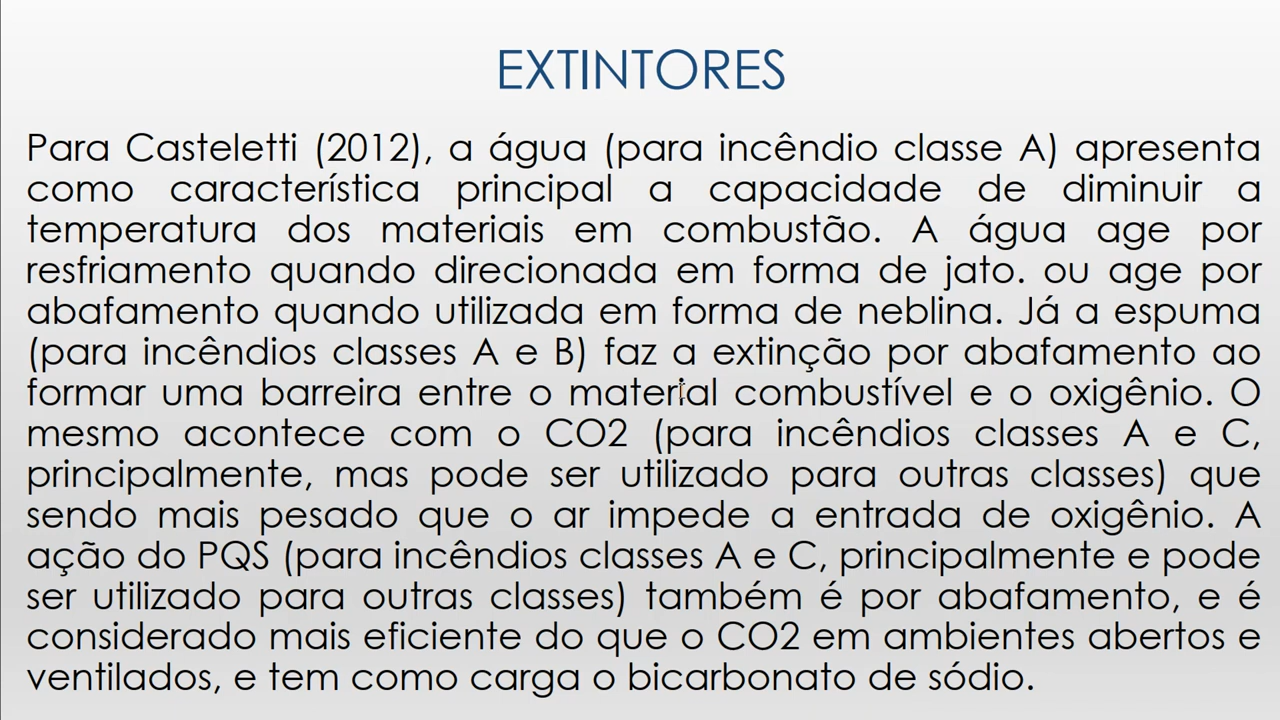 EXTINTORES
Para Casteletti (2012), a água (para incêndio classe A) apresenta
como característica principal a capacidade de diminuir a
temperatura dos materiais em combustão. A água age por
resfriamento quando direcionada em forma de jato. ou age por
abafamento quando utilizada em forma de neblina. Já a espuma
(para incêndios classes A e B) faz a extinção por abafamento ao
formar uma barreira entre o material combustível e o oxigênio. O
mesmo acontece com o CO2 (para incêndios classes A e C,
principalmente, mas pode ser utilizado para outras classes) que
sendo mais pesado que o ar impede a entrada de oxigênio. A
ação do PQS (para incêndios classes A e C, principalmente e pode
ser utilizado para outras classes) também é por abafamento, e é
considerado mais eficiente do que o CO2 em ambientes abertos e
ventilados, e tem como carga o bicarbonato de sódio.